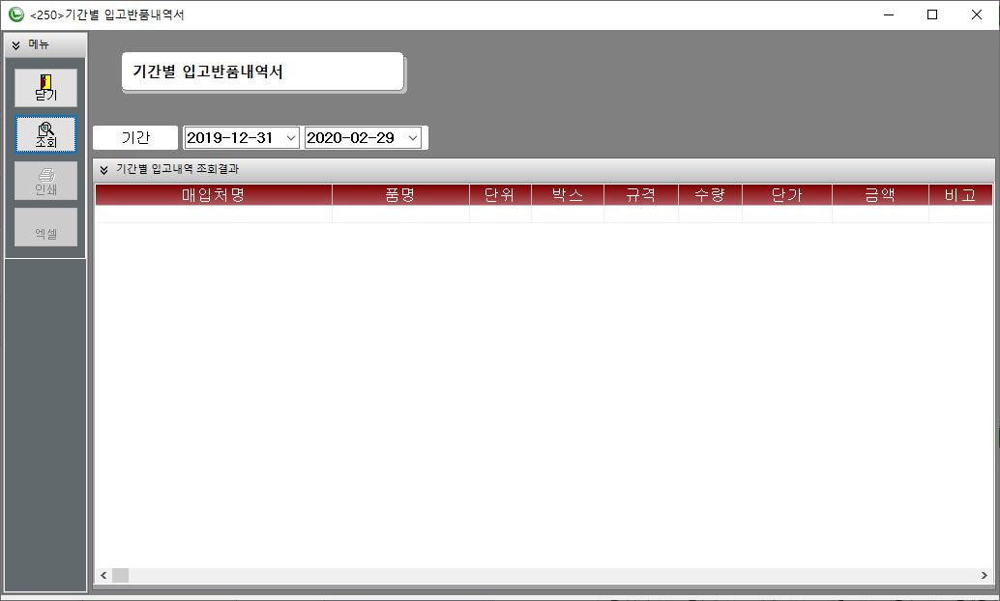 <250>기간별 입고반품내역서
메뉴
닫기
조회
인쇄
엑셀
기간별 입고반품내역서
기간 2019-12-31 2020-02-29
기간별 입고내역 조회결과
매입처명 품명 단위 박스 규격 수량 단가 금액 비고